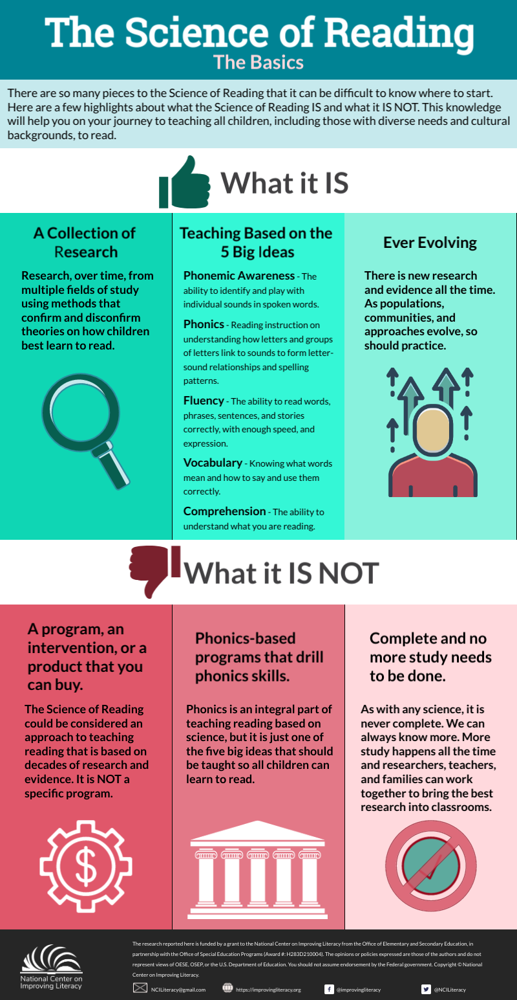 The Science of Reading
The Basics
There are so many pieces to the Science of Reading that it can be difficult to know where to start.
Here are a few highlights about what the Science of Reading IS and what it IS NOT. This knowledge
will help you on your journey to teaching all children, including those with diverse needs and cultural
backgrounds, to read.
What it IS
A Collection of
Research
Research, over time, from
multiple fields of study
using methods that
confirm and disconfirm
theories on how children
best learn to read.
Teaching Based on the
5 Big Ideas
Phonemic Awareness - The
ability to identify and play with
individual sounds in spoken words.
Phonics - Reading instruction on
understanding how letters and groups
of letters link to sounds to form letter-
sound relationships and spelling
patterns.
Fluency - The ability to read words,
phrases, sentences, and stories
correctly, with enough speed, and
expression.
Vocabulary - Knowing what words
mean and how to say and use them
correctly.
Comprehension - The ability to
understand what you are reading.
Ever Evolving
There is new research
and evidence all the time.
As populations,
communities, and
approaches evolve, so
should practice.
What it IS NOT
A program, an
intervention, or a
product that you
can buy.
The Science of Reading
could be considered an
approach to teaching
reading that is based on
decades of research and
evidence. It is NOT a
specific program.
$
Phonics-based
programs that drill
phonics skills.
Phonics is an integral part of
teaching reading based on
science, but it is just one of
the five big ideas that should
be taught so all children can
learn to read.
Complete and no
more study needs
to be done.
As with any science, it is
never complete. We can
always know more. More
study happens all the time
and researchers, teachers,
and families can work
together to bring the best
research into classrooms.
National Center on
Improving Literacy
The research reported here is funded by a grant to the National Center on Improving Literacy from the Office of Elementary and Secondary Education, in
partnership with the Office of Special Education Programs (Award #: H283D210004). The opinions or policies expressed are those of the authors and do not
represent views of OESE, OSEP, or the U.S. Department of Education. You should not assume endorsement by the Federal government. Copyright © National
Center on Improving Literacy.
NCILiteracy@gmail.com
https://improvingliteracy.org
@improvingliteracy
@NCILiteracy